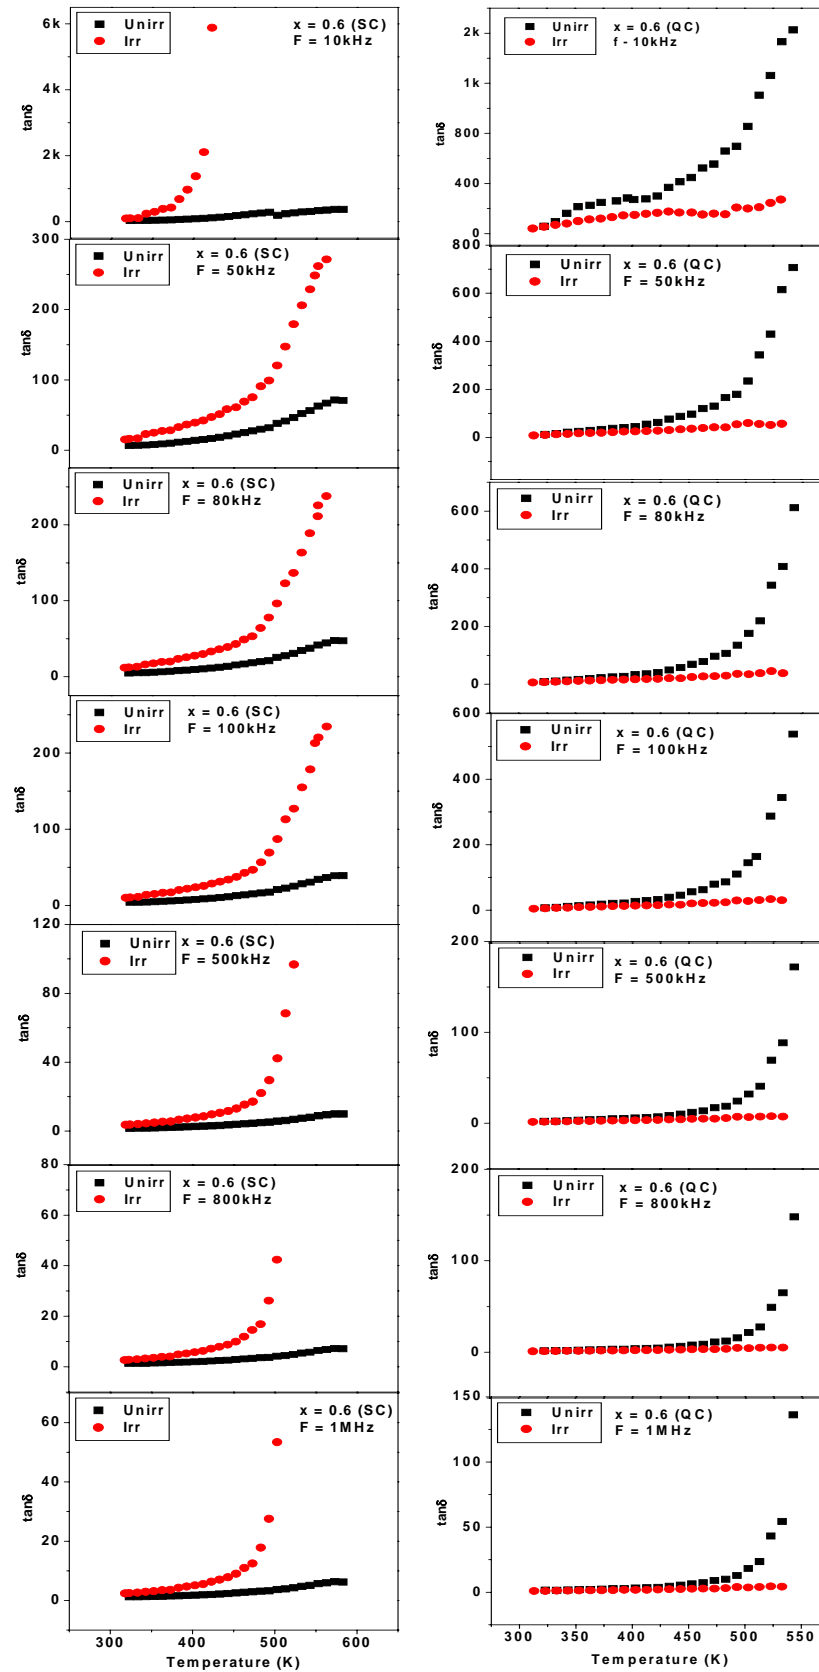 6k
4k
2k
0
tanδ
Unirr
Irr
x = 0.6 (SC)
F = 10kHz
300
200
100
0
tanδ
Unirr
Irr
x = 0.6 (SC)
F = 50kHz
200
100
0
tanδ
Unirr
Irr
x = 0.6 (SC)
F = 80kHz
200
100
0
tanδ
Unirr
Irr
x = 0.6 (SC)
F = 100kHz
120
80
40
0
tanδ
Unirr
Irr
x = 0.6 (SC)
F = 500kHz
80
60
40
20
0
tanδ
Unirr
Irr
x = 0.6 (SC)
F = 800kHz
60
40
20
0
tanδ
Unirr
Irr
x = 0.6 (SC)
F = 1MHz
300 400 500 600
Temperature (K)
2k
1k
800
400
0
tanδ
Unirr
Irr
x = 0.6 (QC)
f - 10kHz
800
600
400
200
0
tanδ
Unirr
Irr
x = 0.6 (QC)
F = 50kHz
600
400
200
0
tanδ
Unirr
Irr
x = 0.6 (QC)
F = 80kHz
600
400
200
0
tanδ
Unirr
Irr
x = 0.6 (QC)
F = 100kHz
200
100
0
tanδ
Unirr
Irr
x = 0.6 (QC)
F = 500kHz
200
100
0
tanδ
Unirr
Irr
x = 0.6 (QC)
F = 800kHz
150
100
50
0
tanδ
Unirr
Irr
x = 0.6 (QC)
F = 1MHz
300 350 400 450 500 550
Temperature (K)